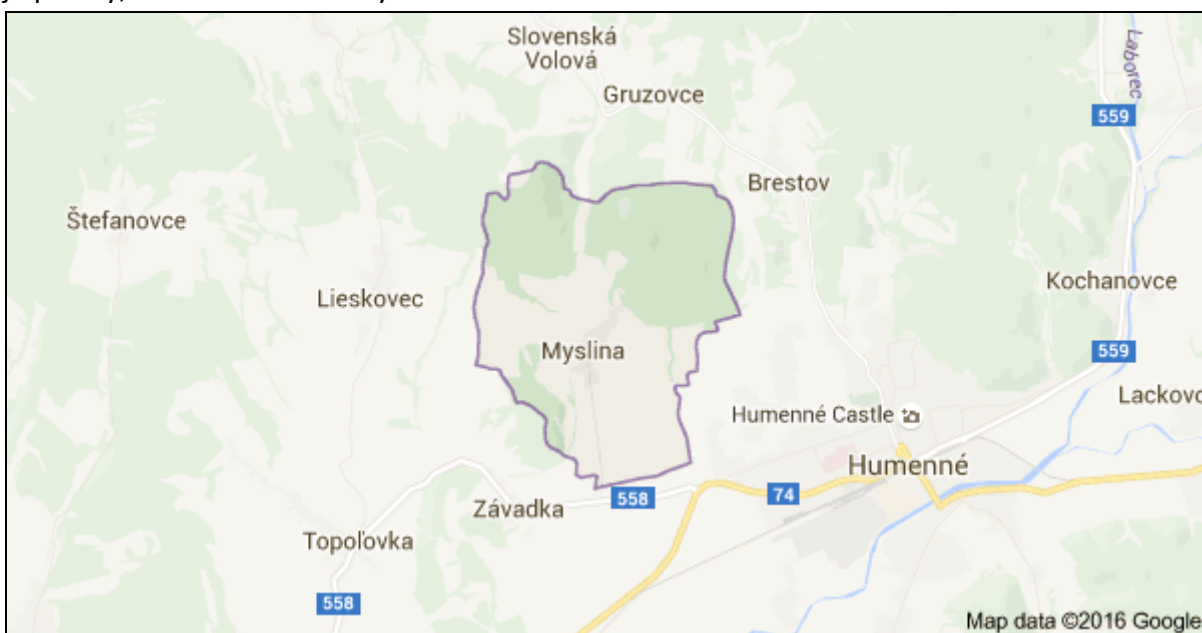 Slovenská
Volová
Gruzovce
Laborec
559
Brestov
Štefanovce
Kochanovce
Lieskovec
Myslina
559
Lackovc
Humenné Castle
Humenné
74
558
Závadka
Topoľovka
558
Map data ©2016 Google